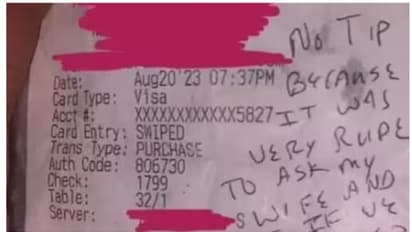 Date: Aug20'23 07:37PM
Card Type: Visa
Acct #: XXXXXXXXXXXX5827
Card Entry: SWIPED
Trans Type: PURCHASE
Auth Code: 806730
Check: 1799
Table: 32/1
Server:
NO TIP
BECAUSE
IT WAS
VERY RUDE
TO ASK MY
WIFE AND
IF